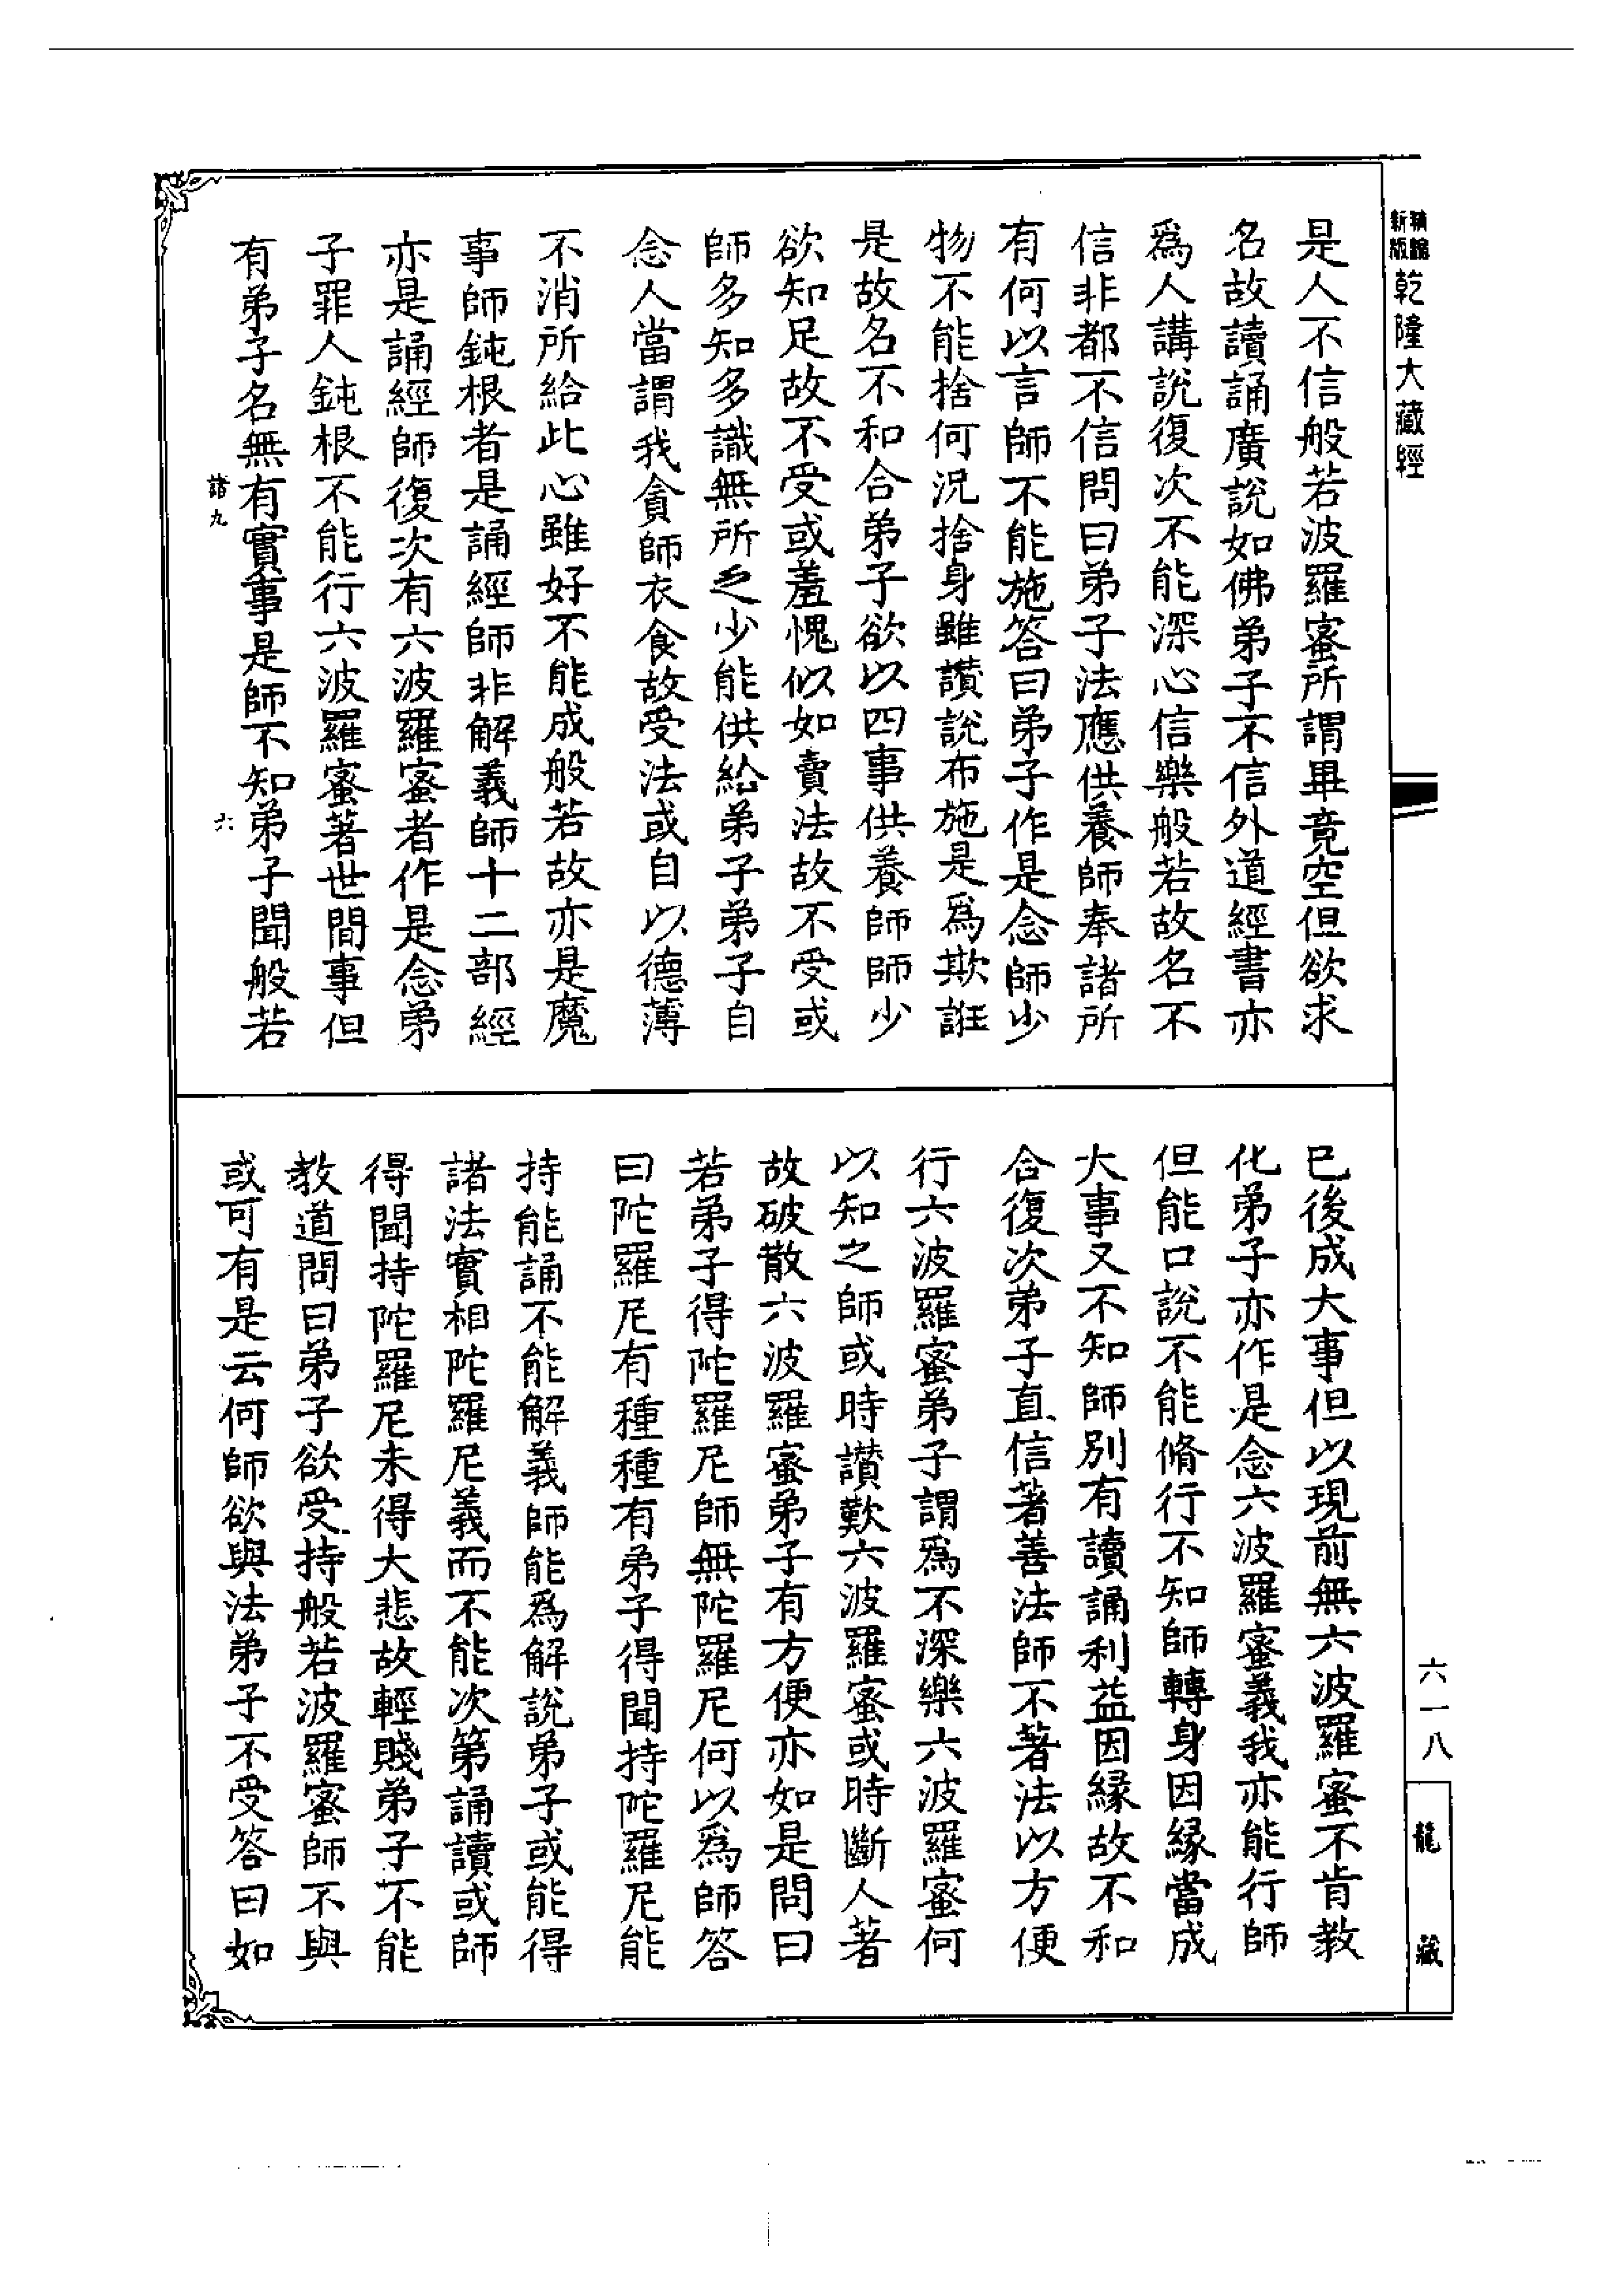 新版
精縮
乾隆大藏經
是人不信般若波羅蜜所謂畢竟空但欲求
名故讀誦廣說如佛弟子不信外道經書亦
爲人講說復次不能深心信樂般若故名不
信非都不信問曰弟子法應供養師奉諸所
有何以言師不能施答曰弟子作是念師少
物不能捨何況捨身雖讚說布施是爲欺誑
是故名不和合弟子欲以四事供養師師少
欲知足故不受或羞愧似如賣法故不受或
師多知多識無所乏少能供給弟子弟子自
念人當謂我貪師衣食故受法或自以德薄
不消所給此心雖好不能成般若故亦是魔
事師鈍根者是誦經師非解義師十二部經
亦是誦經師復次有六波羅蜜者作是念弟
子罪人鈍根不能行六波羅蜜著世間事但
有弟子名無有實事是師不知弟子聞般若
諸九
六
已後成大事但以現前無六波羅蜜不肯教
化弟子亦作是念六波羅蜜義我亦能行師
但能口說不能脩行不知師轉身因緣當成
大事又不知師別有讀誦利益因緣故不和
合復次弟子直信著善法師不著法以方便
行六波羅蜜弟子謂爲不深樂六波羅蜜何
以知之師或時讚歎六波羅蜜或時斷人著
故破散六波羅蜜弟子有方便亦如是問曰
若弟子得陀羅尼師無陀羅尼何以爲師答
曰陀羅尼有種種有弟子得聞持陀羅尼能
持能誦不能解義師能爲解說弟子或能得
諸法實相陀羅尼義而不能次第誦讀或師
得聞持陀羅尼未得大悲故輕賤弟子不能
教道問曰弟子欲受持般若波羅蜜師不與
或可有是云何師欲與法弟子不受答曰如
六一八
龍藏